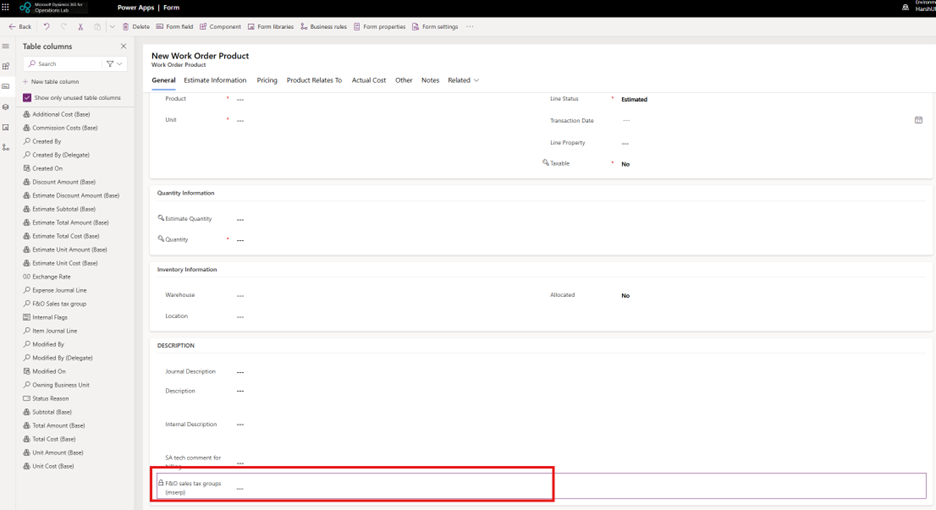 Microsoft Dynamics 365 for
Operations Lab
Power Apps | Form
Environme
HarshUI
Back
Delete
Form field
Component
Form libraries
Business rules
Form properties
Form settings
···
Table columns
Search
New table column
Show only unused table columns
Additional Cost (Base)
Commission Costs (Base)
Created By
Created By (Delegate)
Created On
Discount Amount (Base)
Estimate Discount Amount (Base)
Estimate Subtotal (Base)
Estimate Total Amount (Base)
Estimate Total Cost (Base)
Estimate Unit Amount (Base)
Estimate Unit Cost (Base)
Exchange Rate
Expense Journal Line
F&O Sales tax group
Internal Flags
Item Journal Line
Modified By
Modified By (Delegate)
Modified On
Owning Business Unit
Status Reason
Subtotal (Base)
Total Amount (Base)
Total Cost (Base)
Unit Amount (Base)
Unit Cost (Base)
New Work Order Product
Work Order Product
General Estimate Information Pricing Product Relates To Actual Cost Other Notes Related
Product * ---
Unit * ---
Line Status * Estimated
Transaction Date ---
Line Property ---
Taxable * No
Quantity Information
Estimate Quantity ---
Quantity * ---
Inventory Information
Warehouse ---
Location ---
Allocated No
DESCRIPTION
Journal Description ---
Description ---
Internal Description ---
SA tech comment for
billing ---
F&O sales tax groups
(mserp) ---